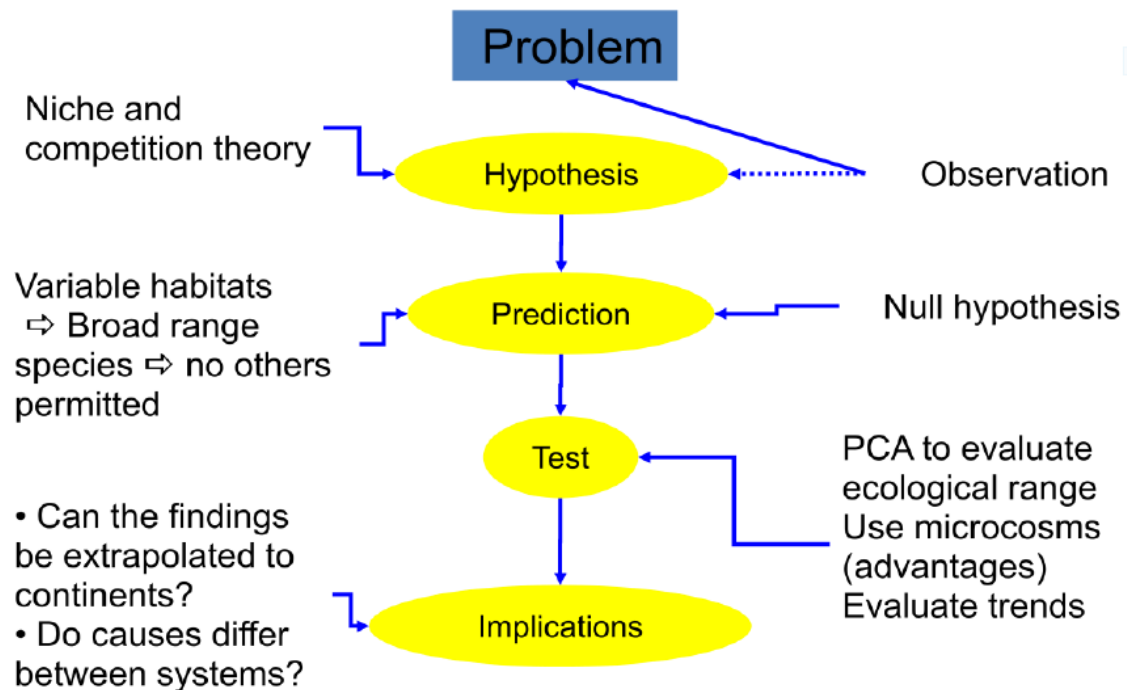 Problem
Niche and
competition theory
Hypothesis
Observation
Variable habitats
⇨ Broad range
species ⇨ no others
permitted
Prediction
Null hypothesis
Test
PCA to evaluate
ecological range
Use microcosms
(advantages)
Evaluate trends
• Can the findings
be extrapolated to
continents?
• Do causes differ
between systems?
Implications